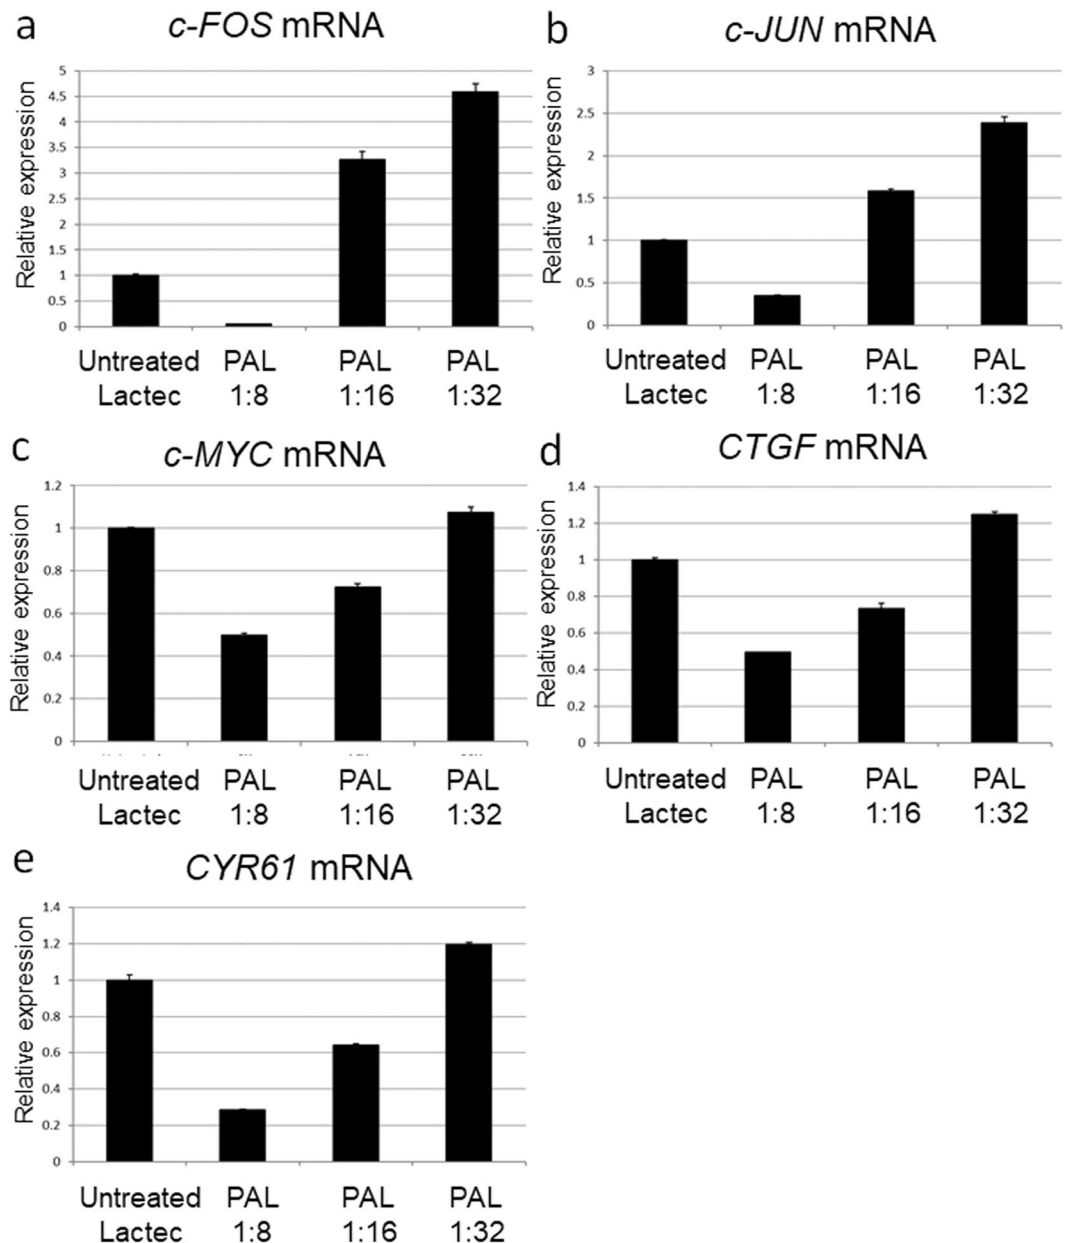 a
c-FOS mRNA
Relative expression
5
4.5
4
3.5
3
2.5
2
1.5
1
0.5
0
Untreated Lactec
PAL 1:8
PAL 1:16
PAL 1:32
b
c-JUN mRNA
Relative expression
3
2.5
2
1.5
1
0.5
0
Untreated Lactec
PAL 1:8
PAL 1:16
PAL 1:32
c
c-MYC mRNA
Relative expression
1.2
1
0.8
0.6
0.4
0.2
0
Untreated Lactec
PAL 1:8
PAL 1:16
PAL 1:32
d
CTGF mRNA
Relative expression
1.4
1.2
1
0.8
0.6
0.4
0.2
0
Untreated Lactec
PAL 1:8
PAL 1:16
PAL 1:32
e
CYR61 mRNA
Relative expression
1.4
1.2
1
0.8
0.6
0.4
0.2
0
Untreated Lactec
PAL 1:8
PAL 1:16
PAL 1:32